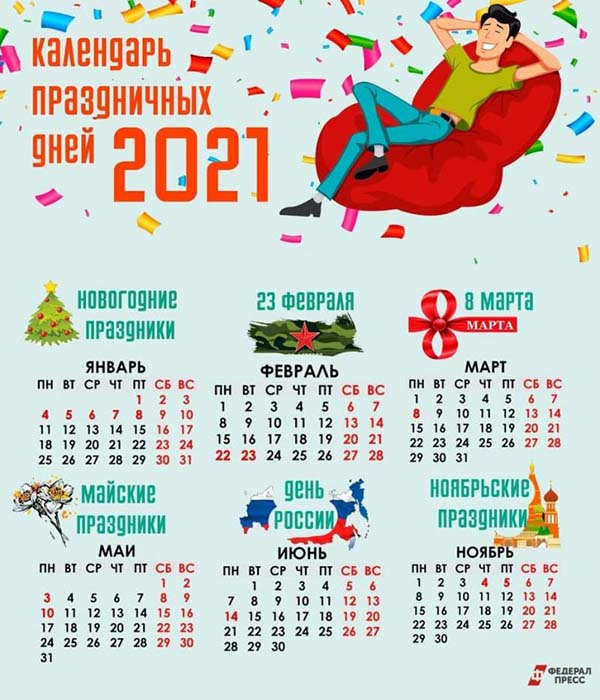 КАЛЕНДАРЬ
ПРАЗДНИЧНЫХ
ДНЕЙ 2021
НОВОГОДНИЕ
ПРАЗДНИКИ
ЯНВАРЬ
ПН ВТ СР ЧТ ПТ СБ ВС
1 2 3
4 5 6 7 8 9 10
11 12 13 14 15 16 17
18 19 20 21 22 23 24
25 26 27 28 29 30 31
23 ФЕВРАЛЯ
ФЕВРАЛЬ
ПН ВТ СР ЧТ ПТ СБ ВС
1 2 3 4 5 6 7
8 9 10 11 12 13 14
15 16 17 18 19 20 21
22 23 24 25 26 27 28
8 МАРТА
МАРТА
МАРТ
ПН ВТ СР ЧТ ПТ СБ ВС
1 2 3 4 5 6 7
8 9 10 11 12 13 14
15 16 17 18 19 20 21
22 23 24 25 26 27 28
29 30 31
МАЙСКИЕ
ПРАЗДНИКИ
МАИ
ПН ВТ СР ЧТ ПТ СБ ВС
1 2
3 4 5 6 7 8 9
10 11 12 13 14 15 16
17 18 19 20 21 22 23
24 25 26 27 28 29 30
31
ДЕНЬ
РОССИИ
ИЮНЬ
ПН ВТ СР ЧТ ПТ СБ ВС
1 2 3 4 5 6
7 8 9 10 11 12 13
14 15 16 17 18 19 20
21 22 23 24 25 26 27
28 29 30
НОЯБРЬСКИЕ
ПРАЗДНИКИ
НОЯБРЬ
ПН ВТ СР ЧТ ПТ СБ ВС
1 2 3 4 5 6 7
8 9 10 11 12 13 14
15 16 17 18 19 20 21
22 23 24 25 26 27 28
29 30
ФЕДЕРАЛ
ПРЕСС